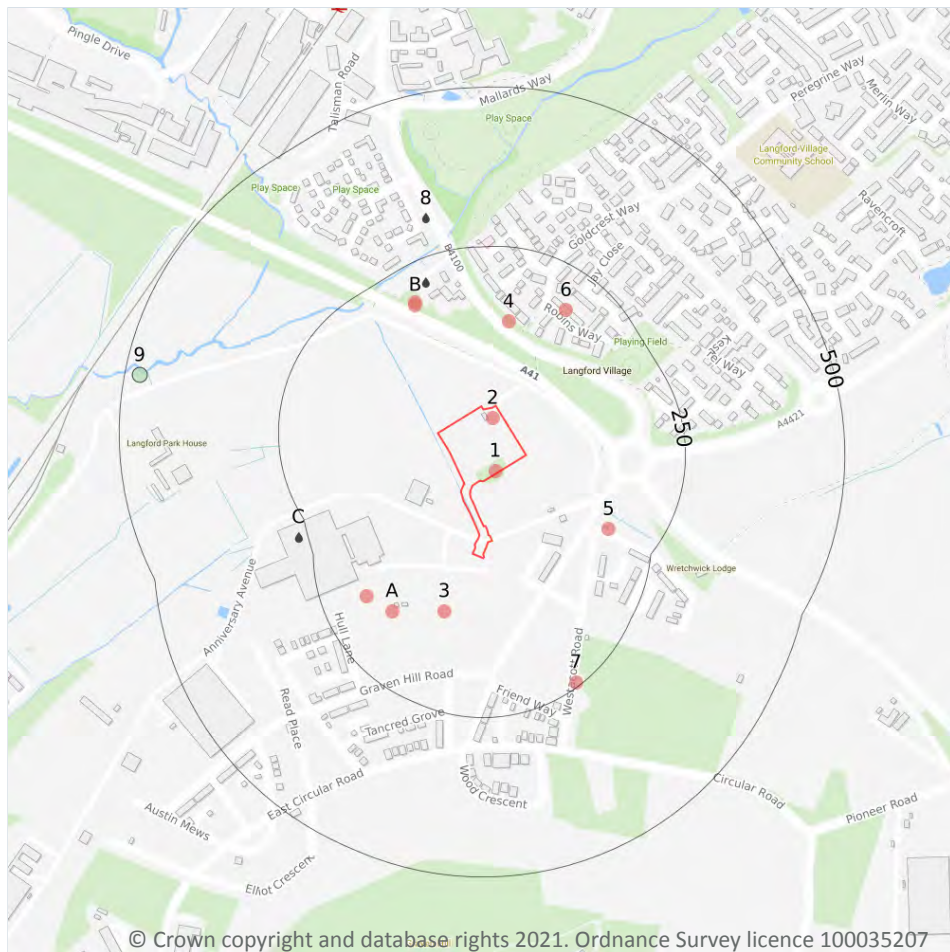 Pingle Drive
Talisman Road
Mallards Way
Peregrine Way
Merlin Way
Play Space
Langford Village
Community School
Play Space
Play Space
8
Ravencroft
Goldcrest Way
B4100
Jay Close
B
4
6
Robins Way
Playing Field
Kestrel Way
9
A41
Langford Village
500
2
250
A4421
Langford Park House
1
C
5
Wretchwick Lodge
Anniversary Avenue
A
3
Hull Lane
Westacott Road
7
Graven Hill Road
Read Place
Friend Way
Tancred Grove
Wood Crescent
East Circular Road
Circular Road
Pioneer Road
Austin Mews
Elliot Crescent
© Crown copyright and database rights 2021. Ordnance Survey licence 100035207